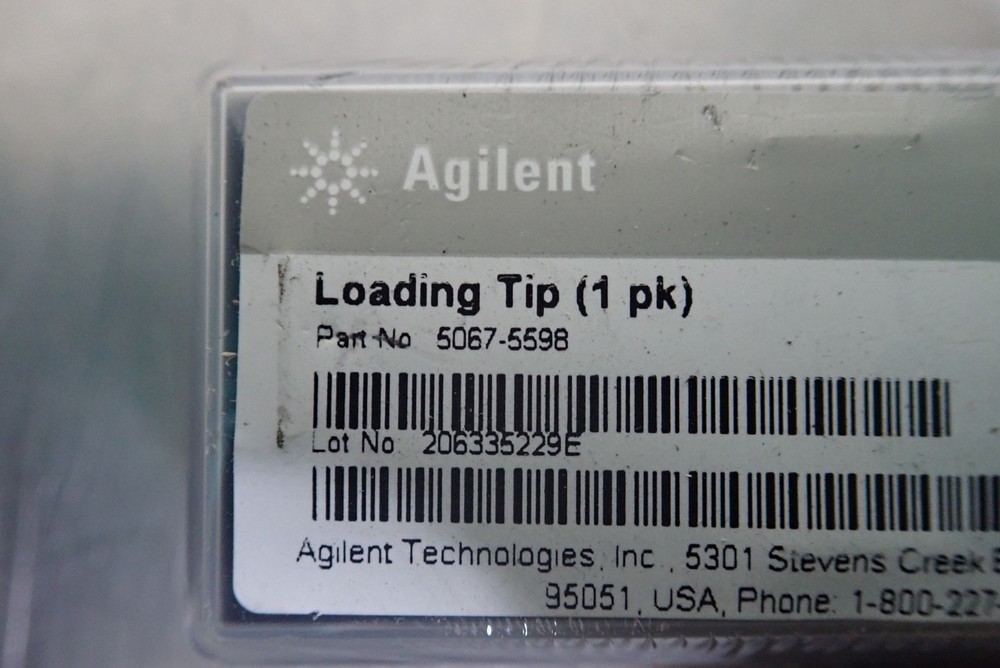 Agilent
Loading Tip (1 pk)
Part No 5067-5598
Lot No 206335229E
Agilent Technologies, Inc., 5301 Stevens Creek
95051, USA, Phone: 1-800-227-